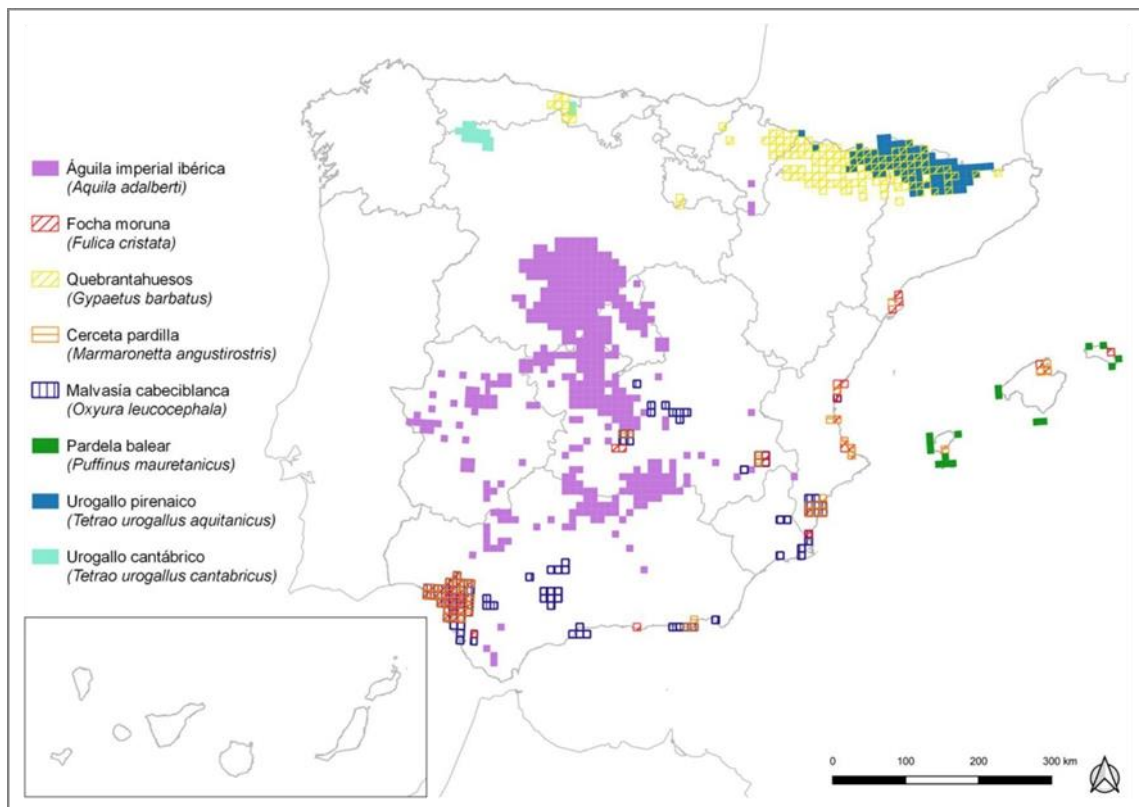 Águila imperial ibérica
(Aquila adalberti)
Focha moruna
(Fulica cristata)
Quebrantahuesos
(Gypaetus barbatus)
Cerceta pardilla
(Marmaronetta angustirostris)
Malvasía cabeciblanca
(Oxyura leucocephala)
Pardela balear
(Puffinus mauretanicus)
Urogallo pirenaico
(Tetrao urogallus aquitanicus)
Urogallo cantábrico
(Tetrao urogallus cantabricus)
0 100 200 300 km